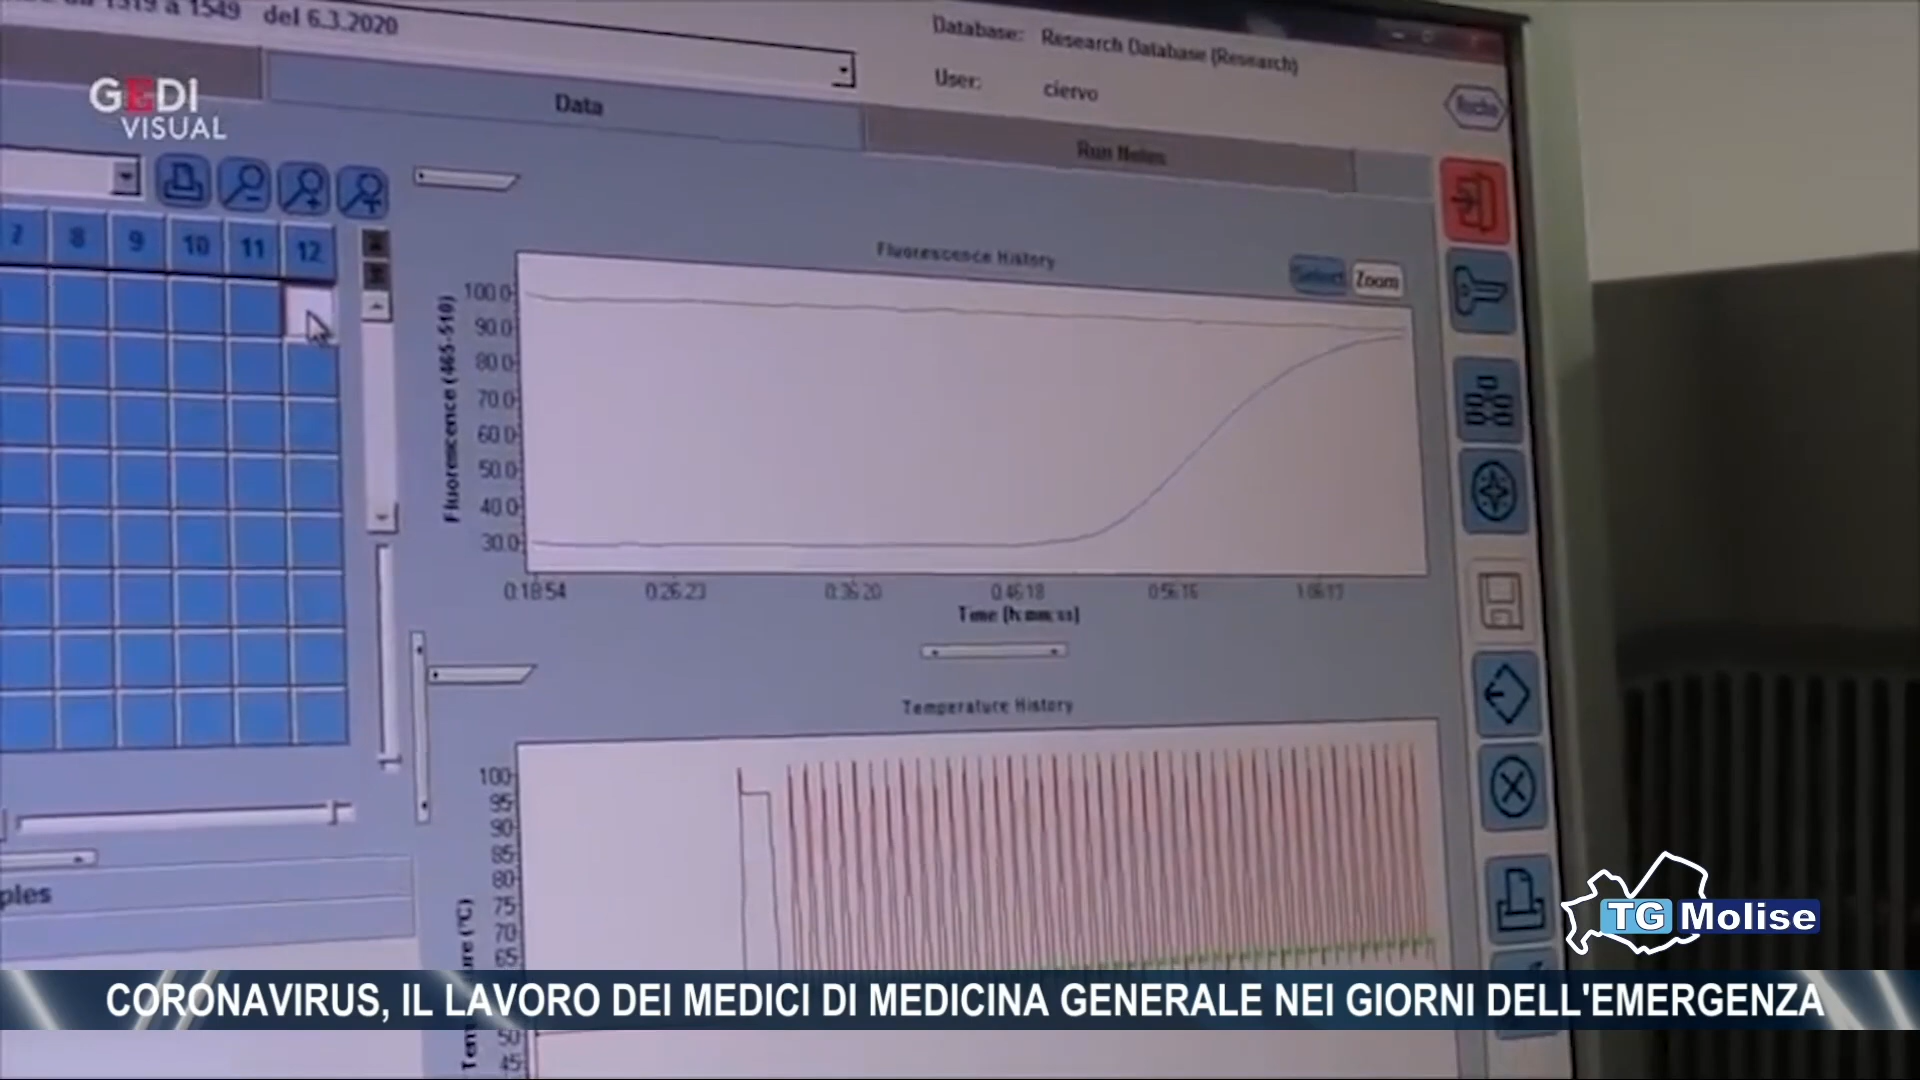 a 1549 del 6.3.2020
Database: Research Database (Research)
User: ciervo
Roche
GEDI
VISUAL
Data
Run Notes
7 8 9 10 11 12
Fluorescence History
Select Zoom
Fluorescence (465-510)
100.0
90.0
80.0
70.0
60.0
50.0
40.0
30.0
0:18:54 0:26:23 0:36:20 0:46:18 0:56:16 1:06:13
Time (h:mm:ss)
Temperature History
100
95
90
85
80
75
70
65
50
45
TG Molise
CORONAVIRUS, IL LAVORO DEI MEDICI DI MEDICINA GENERALE NEI GIORNI DELL'EMERGENZA